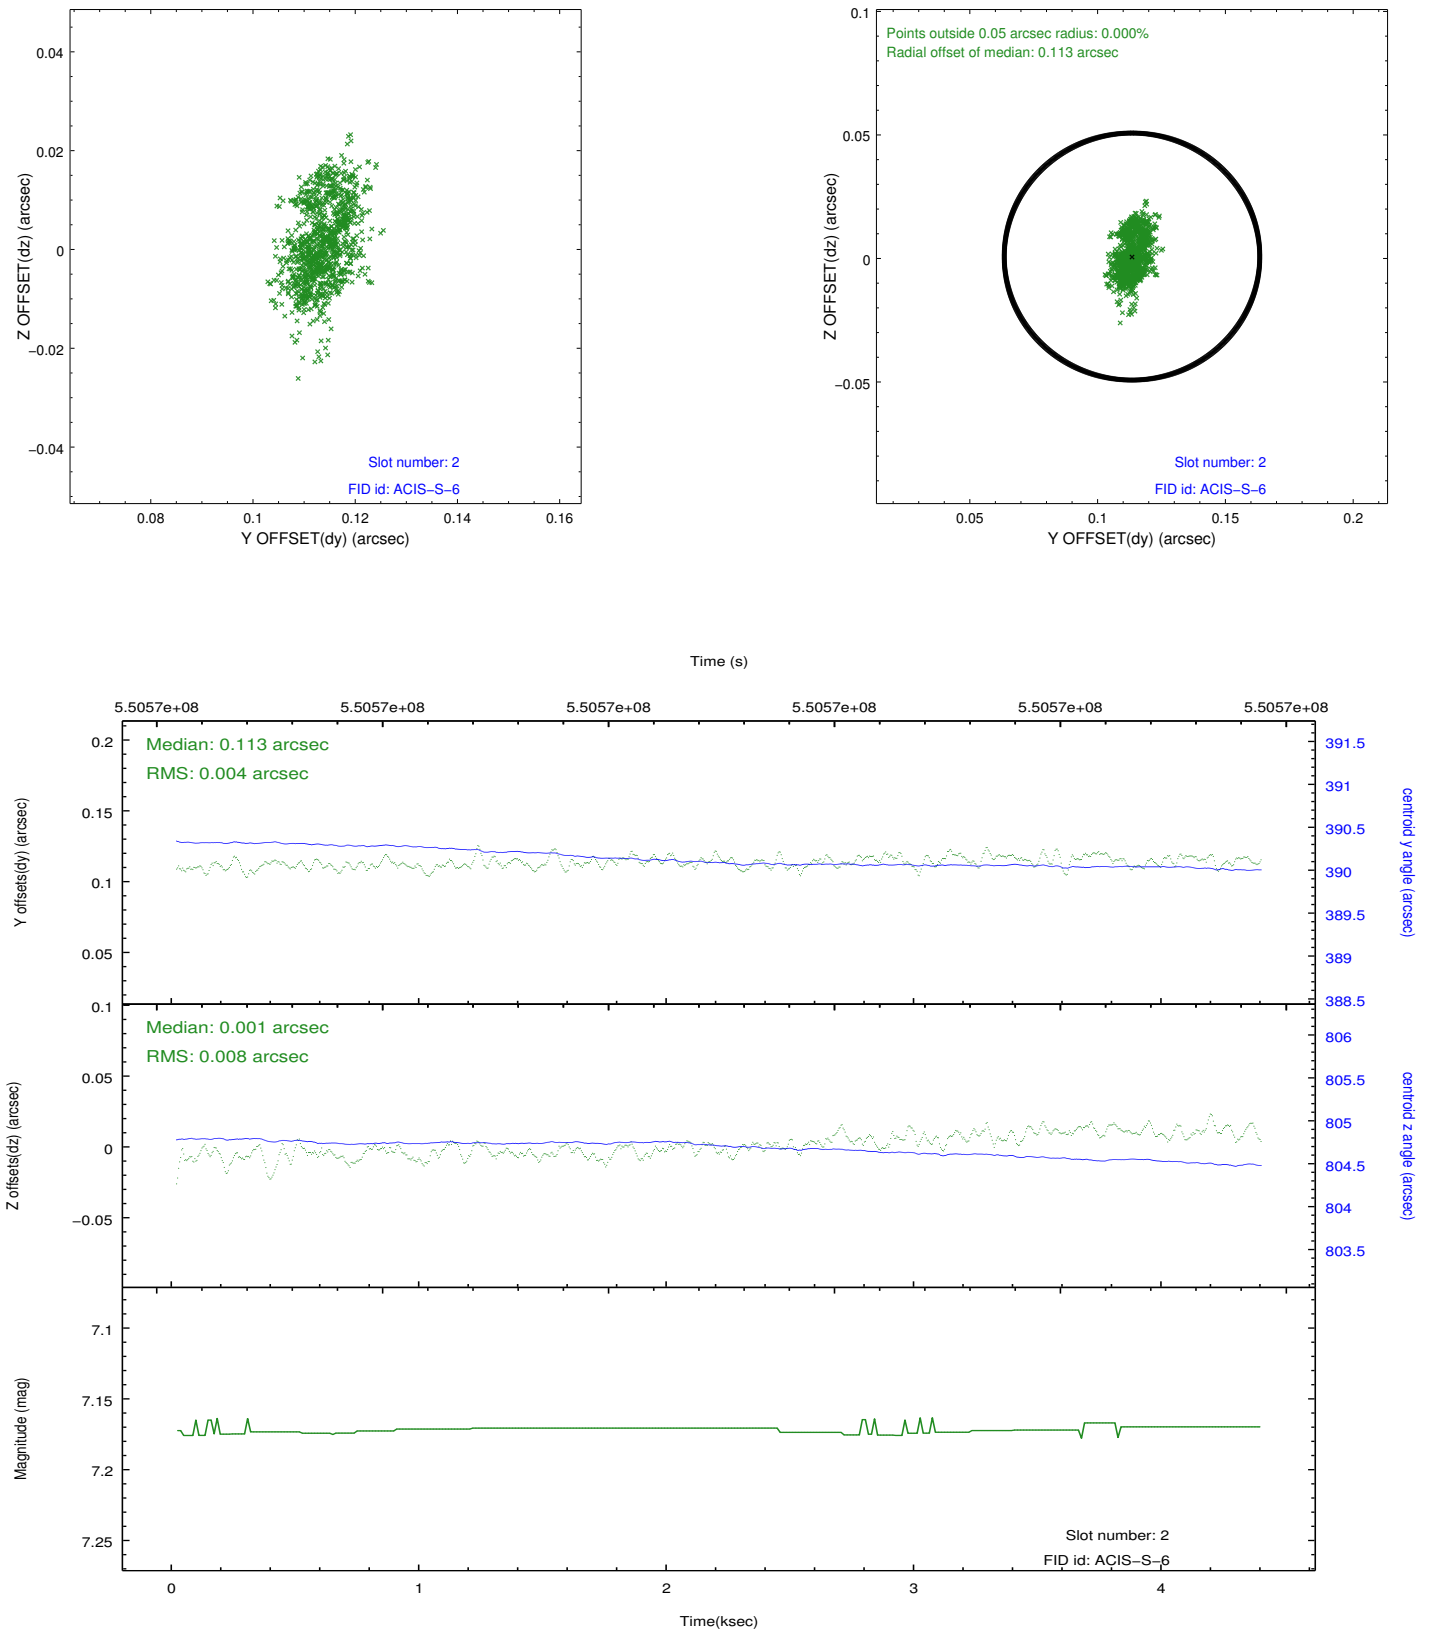 0.04
0.02
0
−0.02
−0.04
Z OFFSET(dz) (arcsec)
Slot number: 2
FID id: ACIS−S−6
0.08
0.1
0.12
0.14
0.16
Y OFFSET(dy) (arcsec)
0.1
0.05
0
−0.05
Z OFFSET(dz) (arcsec)
Points outside 0.05 arcsec radius: 0.000%
Radial offset of median: 0.113 arcsec
Slot number: 2
FID id: ACIS−S−6
0.05
0.1
0.15
0.2
Y OFFSET(dy) (arcsec)
Time (s)
5.5057e+08 5.5057e+08 5.5057e+08 5.5057e+08 5.5057e+08 5.5057e+08
0.2
0.15
0.1
0.05
Y offsets(dy) (arcsec)
Median: 0.113 arcsec
RMS: 0.004 arcsec
391.5
391
390.5
390
389.5
389
388.5
centroid y angle (arcsec)
0.1
0.05
0
−0.05
Z offsets(dz) (arcsec)
Median: 0.001 arcsec
RMS: 0.008 arcsec
806
805.5
805
804.5
804
803.5
centroid z angle (arcsec)
7.1
7.15
7.2
7.25
Magnitude (mag)
Slot number: 2
FID id: ACIS−S−6
0 1 2 3 4
Time(ksec)